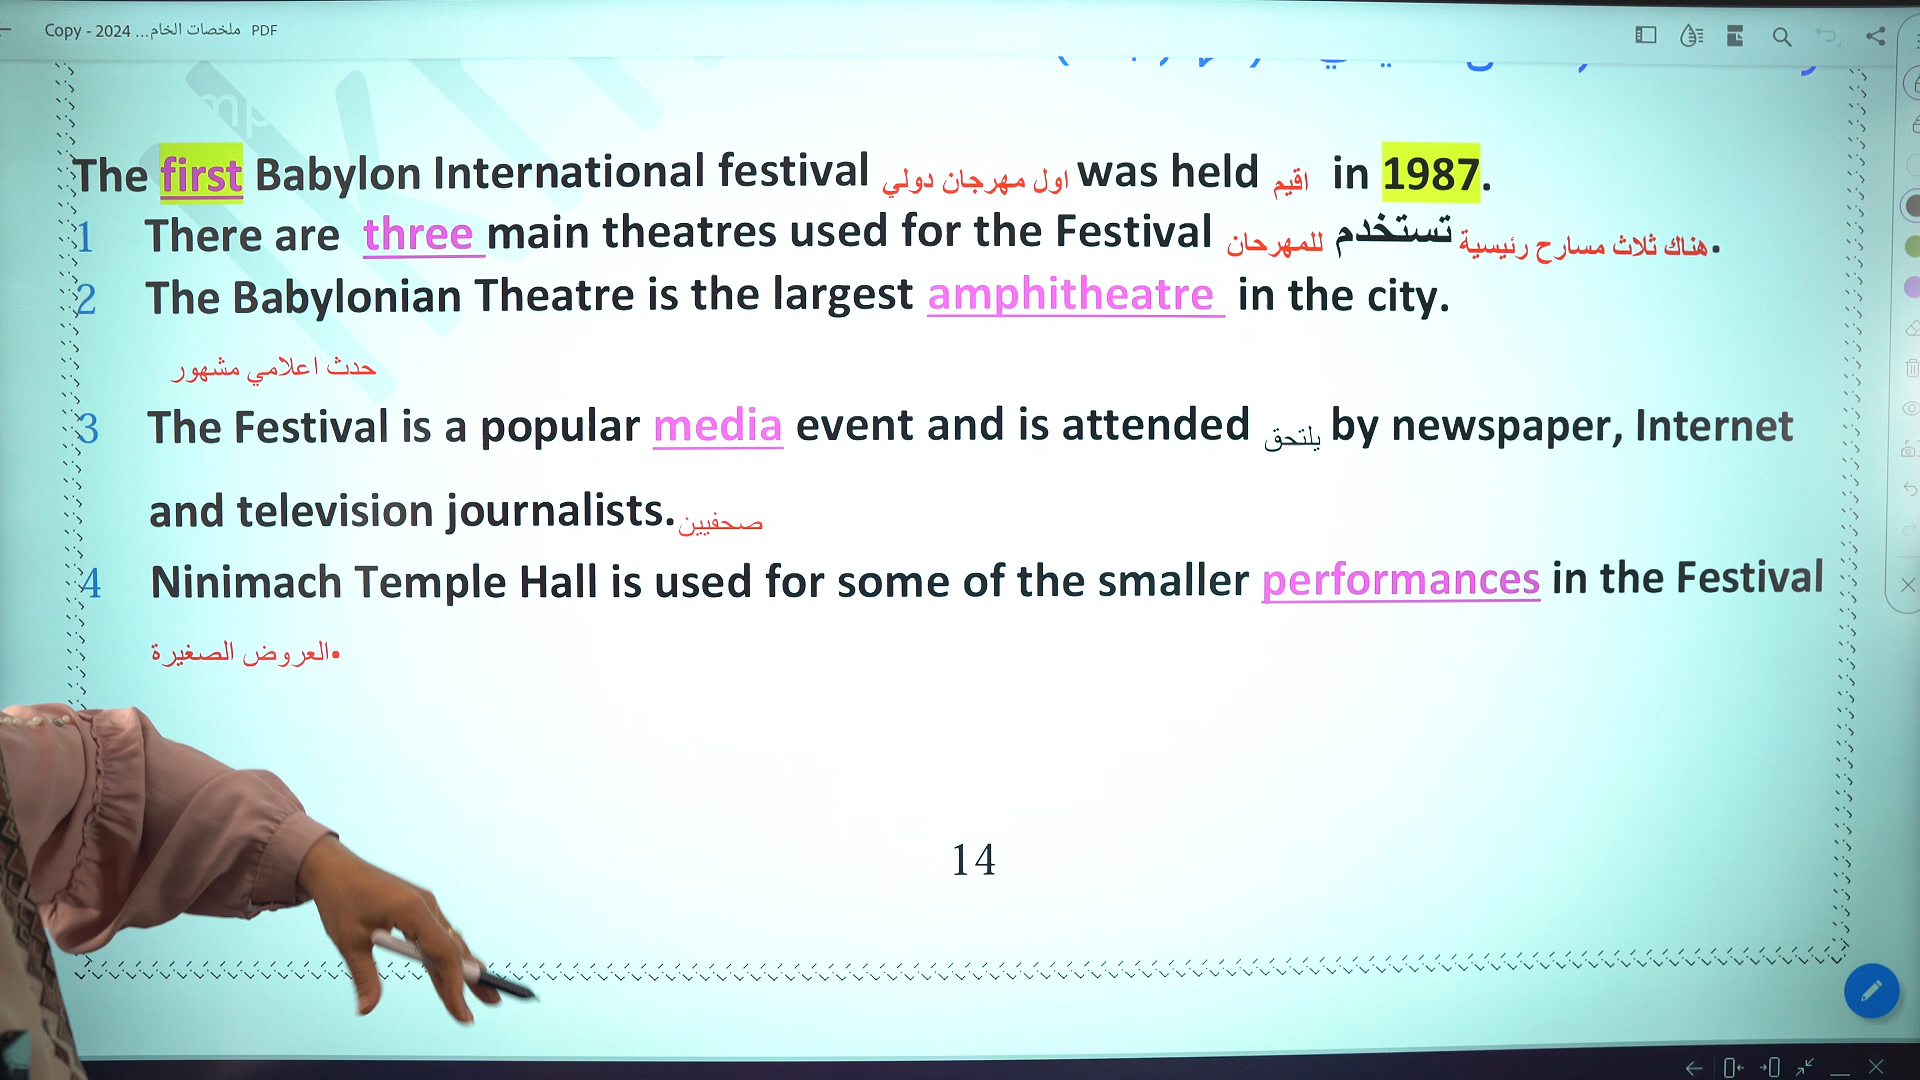 Copy - 2024 ...ملخصات الخام PDF
The first Babylon International festival اول مهرجان دولي was held اقيم in 1987.
1 There are three main theatres used for the Festival للمهرحان تستخدم هناك ثلاث مسارح رئيسية.
2 The Babylonian Theatre is the largest amphitheatre in the city.
حدث اعلامي مشهور
3 The Festival is a popular media event and is attended يلتحق by newspaper, Internet
and television journalists.صحفيين
4 Ninimach Temple Hall is used for some of the smaller performances in the Festival
•العروض الصغيرة
14